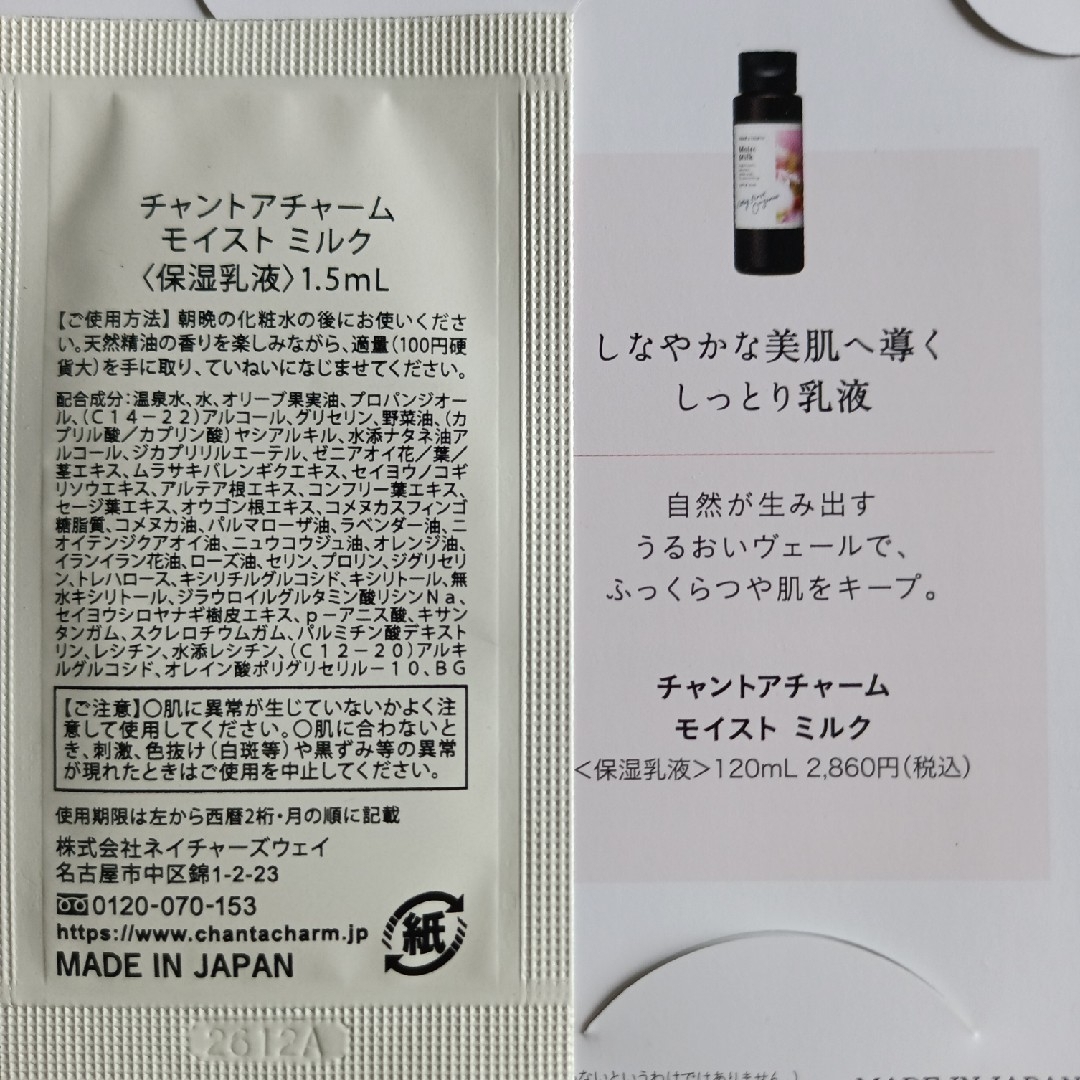 チャントアチャーム
モイスト ミルク
〈保湿乳液〉1.5mL
【ご使用方法】朝晩の化粧水の後にお使いくださ
い。天然精油の香りを楽しみながら、適量(100円硬
貨大)を手に取り、ていねいになじませてください。
配合成分:温泉水、水、オリーブ果実油、プロパンジオー
ル、(C14－22)アルコール、グリセリン、野菜油、(カ
プリル酸／カプリン酸)ヤシアルキル、水添ナタネ油ア
ルコール、ジカプリリルエーテル、ゼニアオイ花／葉／
茎エキス、ムラサキバレンギクエキス、セイヨウノコギ
リソウエキス、アルテア根エキス、コンフリー葉エキス、
セージ葉エキス、オウゴン根エキス、コメヌカスフィンゴ
糖脂質、コメヌカ油、パルマローザ油、ラベンダー油、ニ
オイテンジクアオイ油、ニュウコウジュ油、オレンジ油、
イランイラン花油、ローズ油、セリン、プロリン、ジグリセリ
ン、トレハロース、キシリチルグルコシド、キシリトール、無
水キシリトール、ジラウロイルグルタミン酸リシンNa、
セイヨウシロヤナギ樹皮エキス、p－アニス酸、キサン
タンガム、スクレロチウムガム、パルミチン酸デキスト
リン、レシチン、水添レシチン、(C12－20)アルキ
ルグルコシド、オレイン酸ポリグリセリル－10、BG
【ご注意】○肌に異常が生じていないかよく注
意して使用してください。○肌に合わないと
き、刺激、色抜け(白斑等)や黒ずみ等の異常
が現れたときはご使用を中止してください。
使用期限は左から西暦2桁・月の順に記載
株式会社ネイチャーズウェイ
名古屋市中区錦1-2-23
0120-070-153
https://www.chantacharm.jp
MADE IN JAPAN
紙
2612A
Moist
Milk
しなやかな美肌へ導く
しっとり乳液
自然が生み出す
うるおいヴェールで、
ふっくらつや肌をキープ。
チャントアチャーム
モイスト ミルク
<保湿乳液>120mL 2,860円(税込)